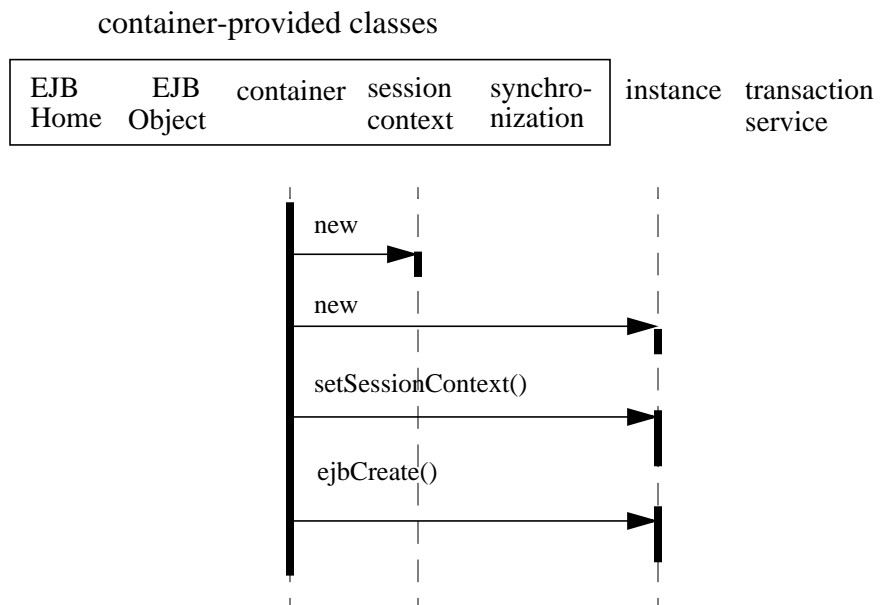 container-provided classes
EJB Home
EJB Object
container
session context
synchro-
nization
instance
transaction service
new
new
setSessionContext()
ejbCreate()